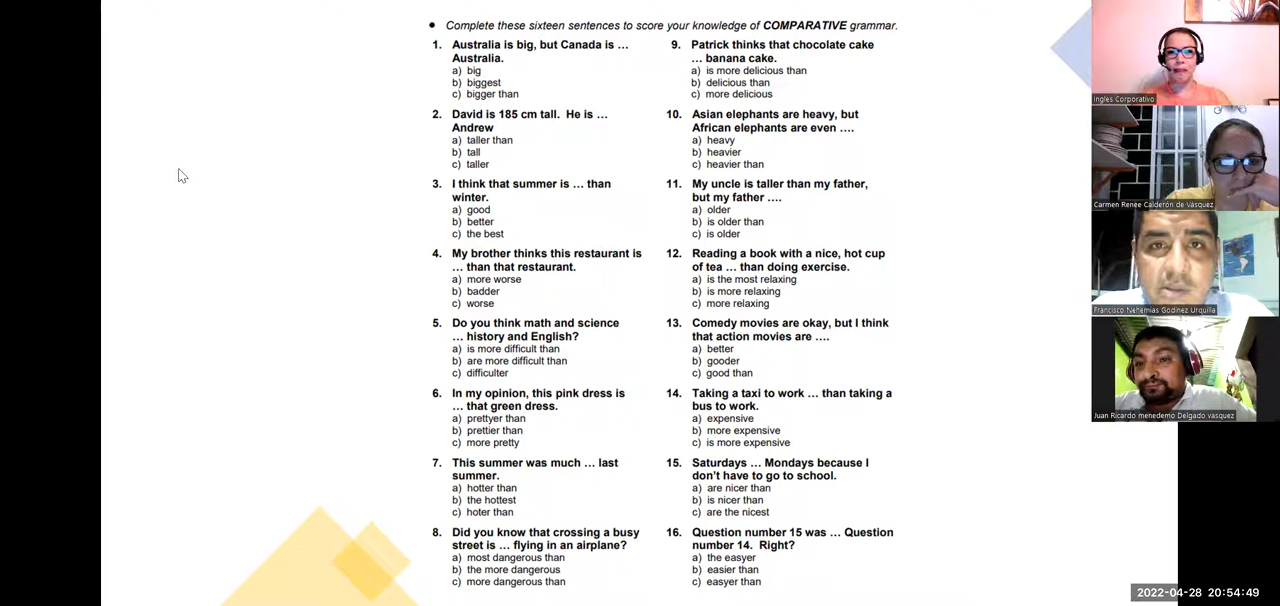 • Complete these sixteen sentences to score your knowledge of COMPARATIVE grammar.
1. Australia is big, but Canada is …
Australia.
a) big
b) biggest
c) bigger than
2. David is 185 cm tall. He is …
Andrew
a) taller than
b) tall
c) taller
3. I think that summer is … than
winter.
a) good
b) better
c) the best
4. My brother thinks this restaurant is
… than that restaurant.
a) more worse
b) badder
c) worse
5. Do you think math and science
… history and English?
a) is more difficult than
b) are more difficult than
c) difficulter
6. In my opinion, this pink dress is
… that green dress.
a) prettyer than
b) prettier than
c) more pretty
7. This summer was much … last
summer.
a) hotter than
b) the hottest
c) hoter than
8. Did you know that crossing a busy
street is … flying in an airplane?
a) most dangerous than
b) the more dangerous
c) more dangerous than
9. Patrick thinks that chocolate cake
… banana cake.
a) is more delicious than
b) delicious than
c) more delicious
10. Asian elephants are heavy, but
African elephants are even ….
a) heavy
b) heavier
c) heavier than
11. My uncle is taller than my father,
but my father ….
a) older
b) is older than
c) is older
12. Reading a book with a nice, hot cup
of tea … than doing exercise.
a) is the most relaxing
b) is more relaxing
c) more relaxing
13. Comedy movies are okay, but I think
that action movies are ….
a) better
b) gooder
c) good than
14. Taking a taxi to work … than taking a
bus to work.
a) expensive
b) more expensive
c) is more expensive
15. Saturdays … Mondays because I
don't have to go to school.
a) are nicer than
b) is nicer than
c) are the nicest
16. Question number 15 was … Question
number 14. Right?
a) the easyer
b) easier than
c) easyer than
Ingles Corporativo
Carmen Renee Calderón de Vásquez
Francisco Nehemias Godinez Urquilla
Juan Ricardo menedemo Delgado vasquez
2022-04-28 20:54:49